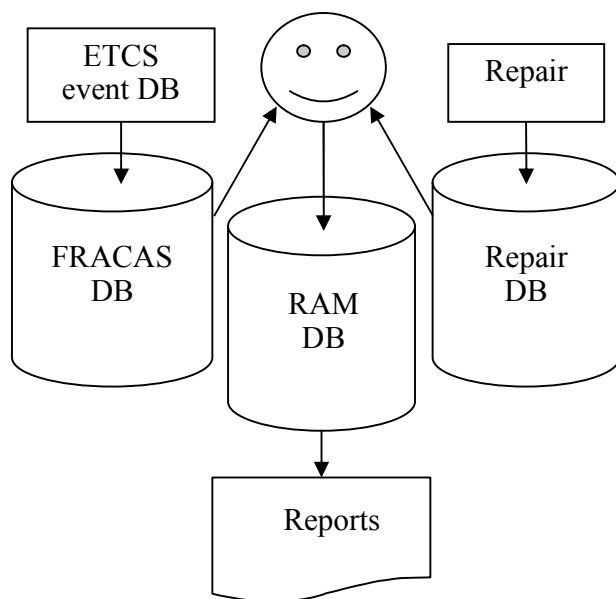 ETCS
event DB
Repair
FRACAS
DB
RAM
DB
Repair
DB
Reports